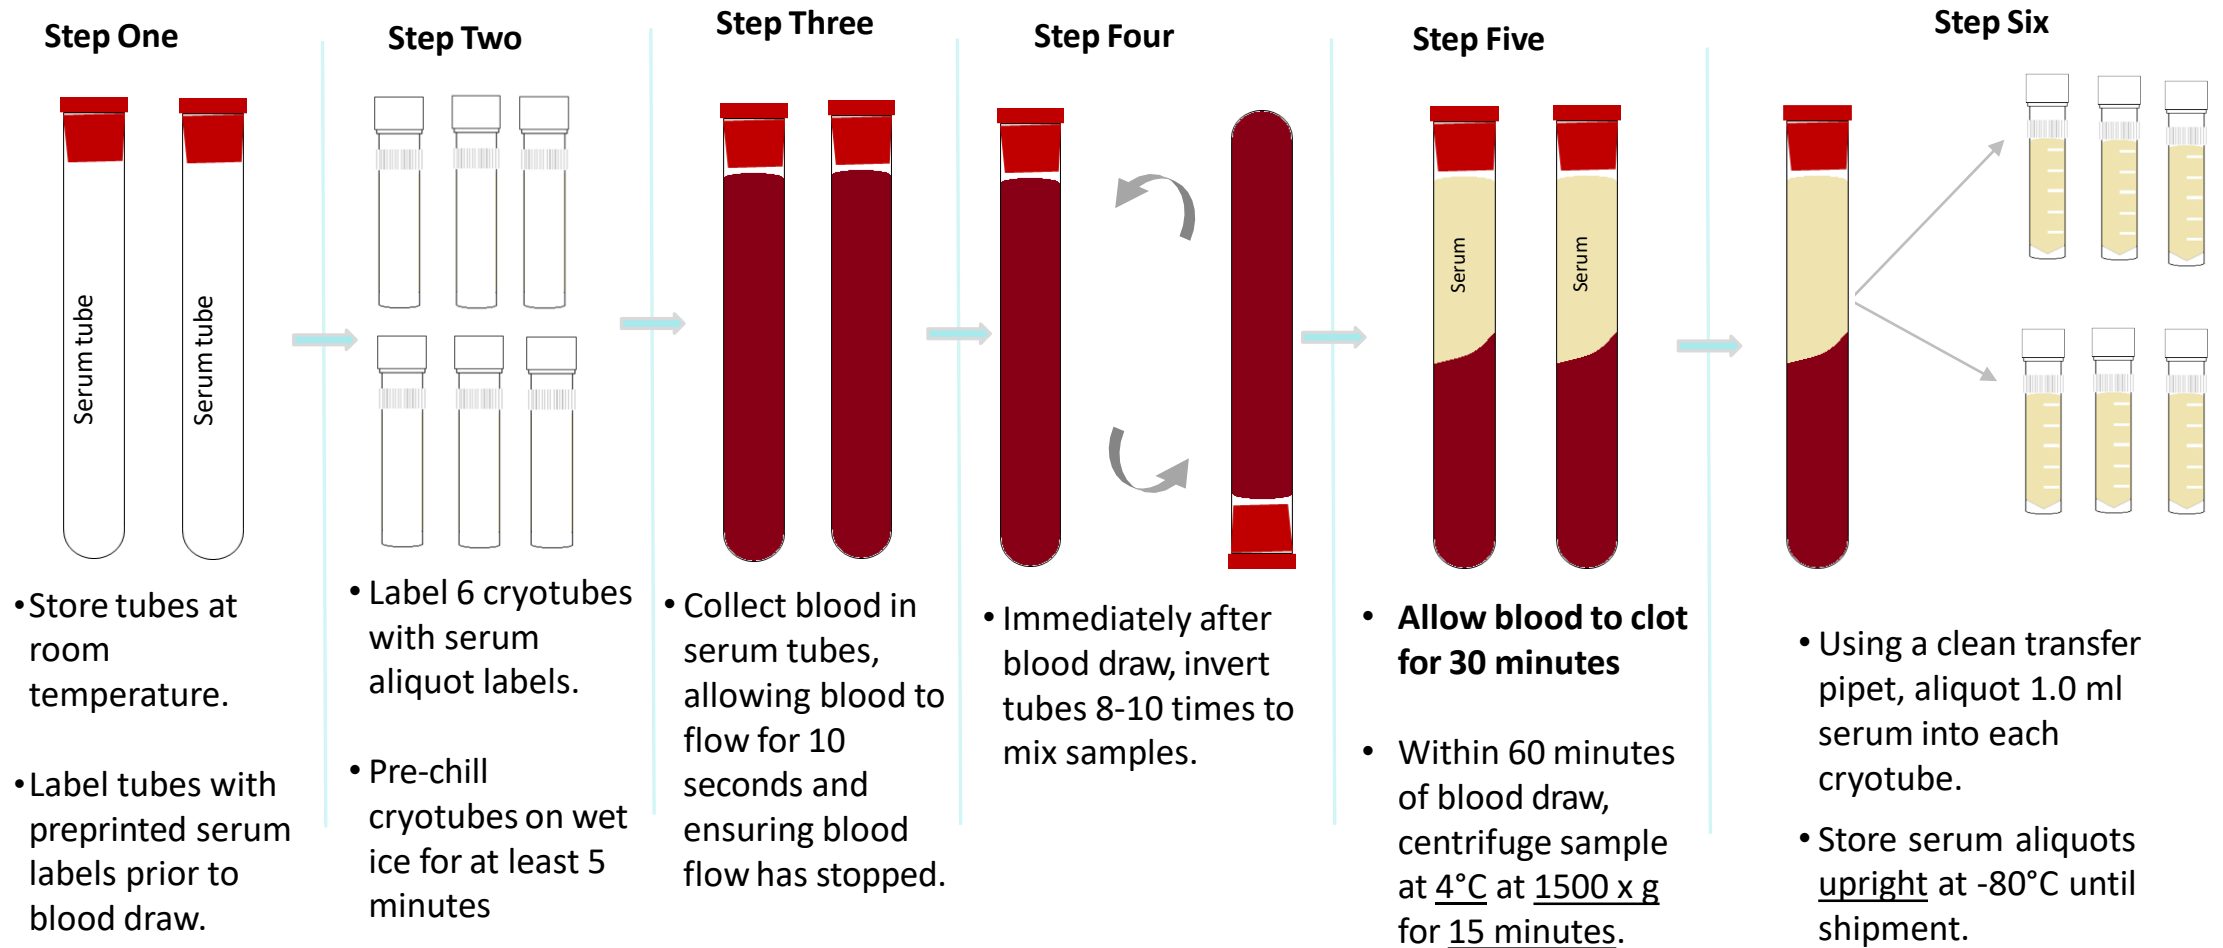 Step One
Serum tube
Serum tube
•Store tubes at
room
temperature.
•Label tubes with
preprinted serum
labels prior to
blood draw.
Step Two
• Label 6 cryotubes
with serum
aliquot labels.
• Pre-chill
cryotubes on wet
ice for at least 5
minutes
Step Three
• Collect blood in
serum tubes,
allowing blood to
flow for 10
seconds and
ensuring blood
flow has stopped.
Step Four
• Immediately after
blood draw, invert
tubes 8-10 times to
mix samples.
Step Five
Serum
Serum
• Allow blood to clot
for 30 minutes
• Within 60 minutes
of blood draw,
centrifuge sample
at 4°C at 1500 x g
for 15 minutes.
Step Six
• Using a clean transfer
pipet, aliquot 1.0 ml
serum into each
cryotube.
• Store serum aliquots
upright at -80°C until
shipment.